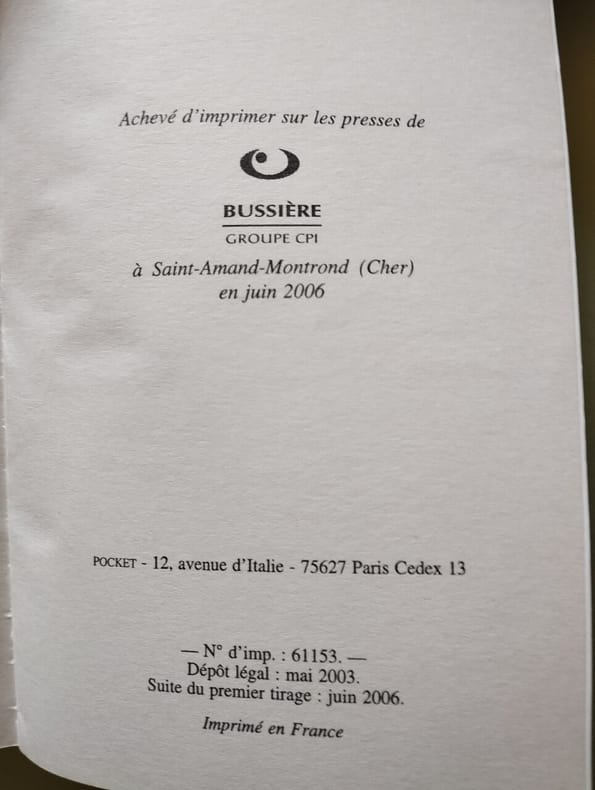 Achevé d'imprimer sur les presses de
BUSSIÈRE
GROUPE CPI
à Saint-Amand-Montrond (Cher)
en juin 2006
POCKET - 12, avenue d'Italie - 75627 Paris Cedex 13
— N° d'imp. : 61153. —
Dépôt légal : mai 2003.
Suite du premier tirage : juin 2006.
Imprimé en France